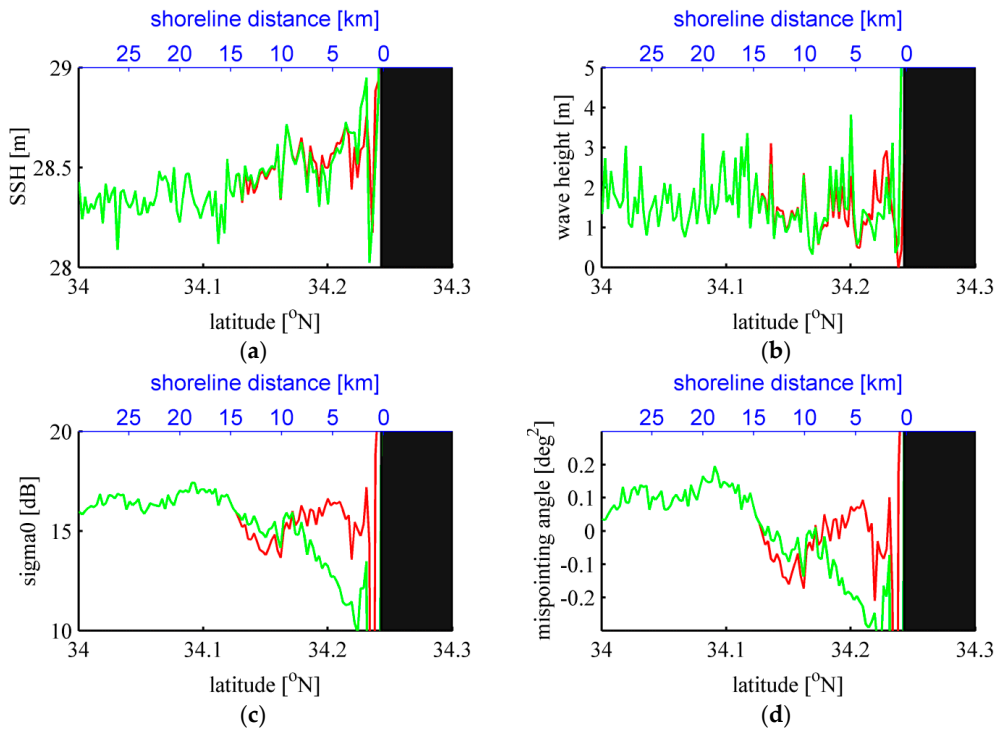 shoreline distance [km]
25 20 15 10 5 0
29
28.5
28
SSH [m]
34 34.1 34.2 34.3
latitude [oN]
(a)
shoreline distance [km]
25 20 15 10 5 0
5
4
3
2
1
0
wave height [m]
34 34.1 34.2 34.3
latitude [oN]
(b)
shoreline distance [km]
25 20 15 10 5 0
20
15
10
sigma0 [dB]
34 34.1 34.2 34.3
latitude [oN]
(c)
shoreline distance [km]
25 20 15 10 5 0
0.2
0.1
0
-0.1
-0.2
mispointing angle [deg2]
34 34.1 34.2 34.3
latitude [oN]
(d)